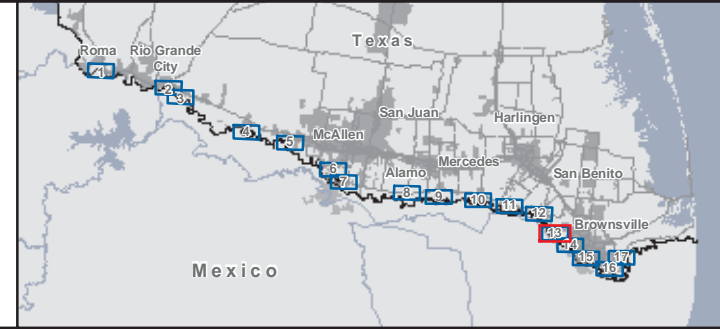 Texas
Roma
Rio Grande
City
1
2
3
San Juan
Harlingen
4
5
McAllen
Mercedes
6
7
Alamo
San Benito
8
9
10
11
12
Brownsville
13
14
15
16
17
Mexico